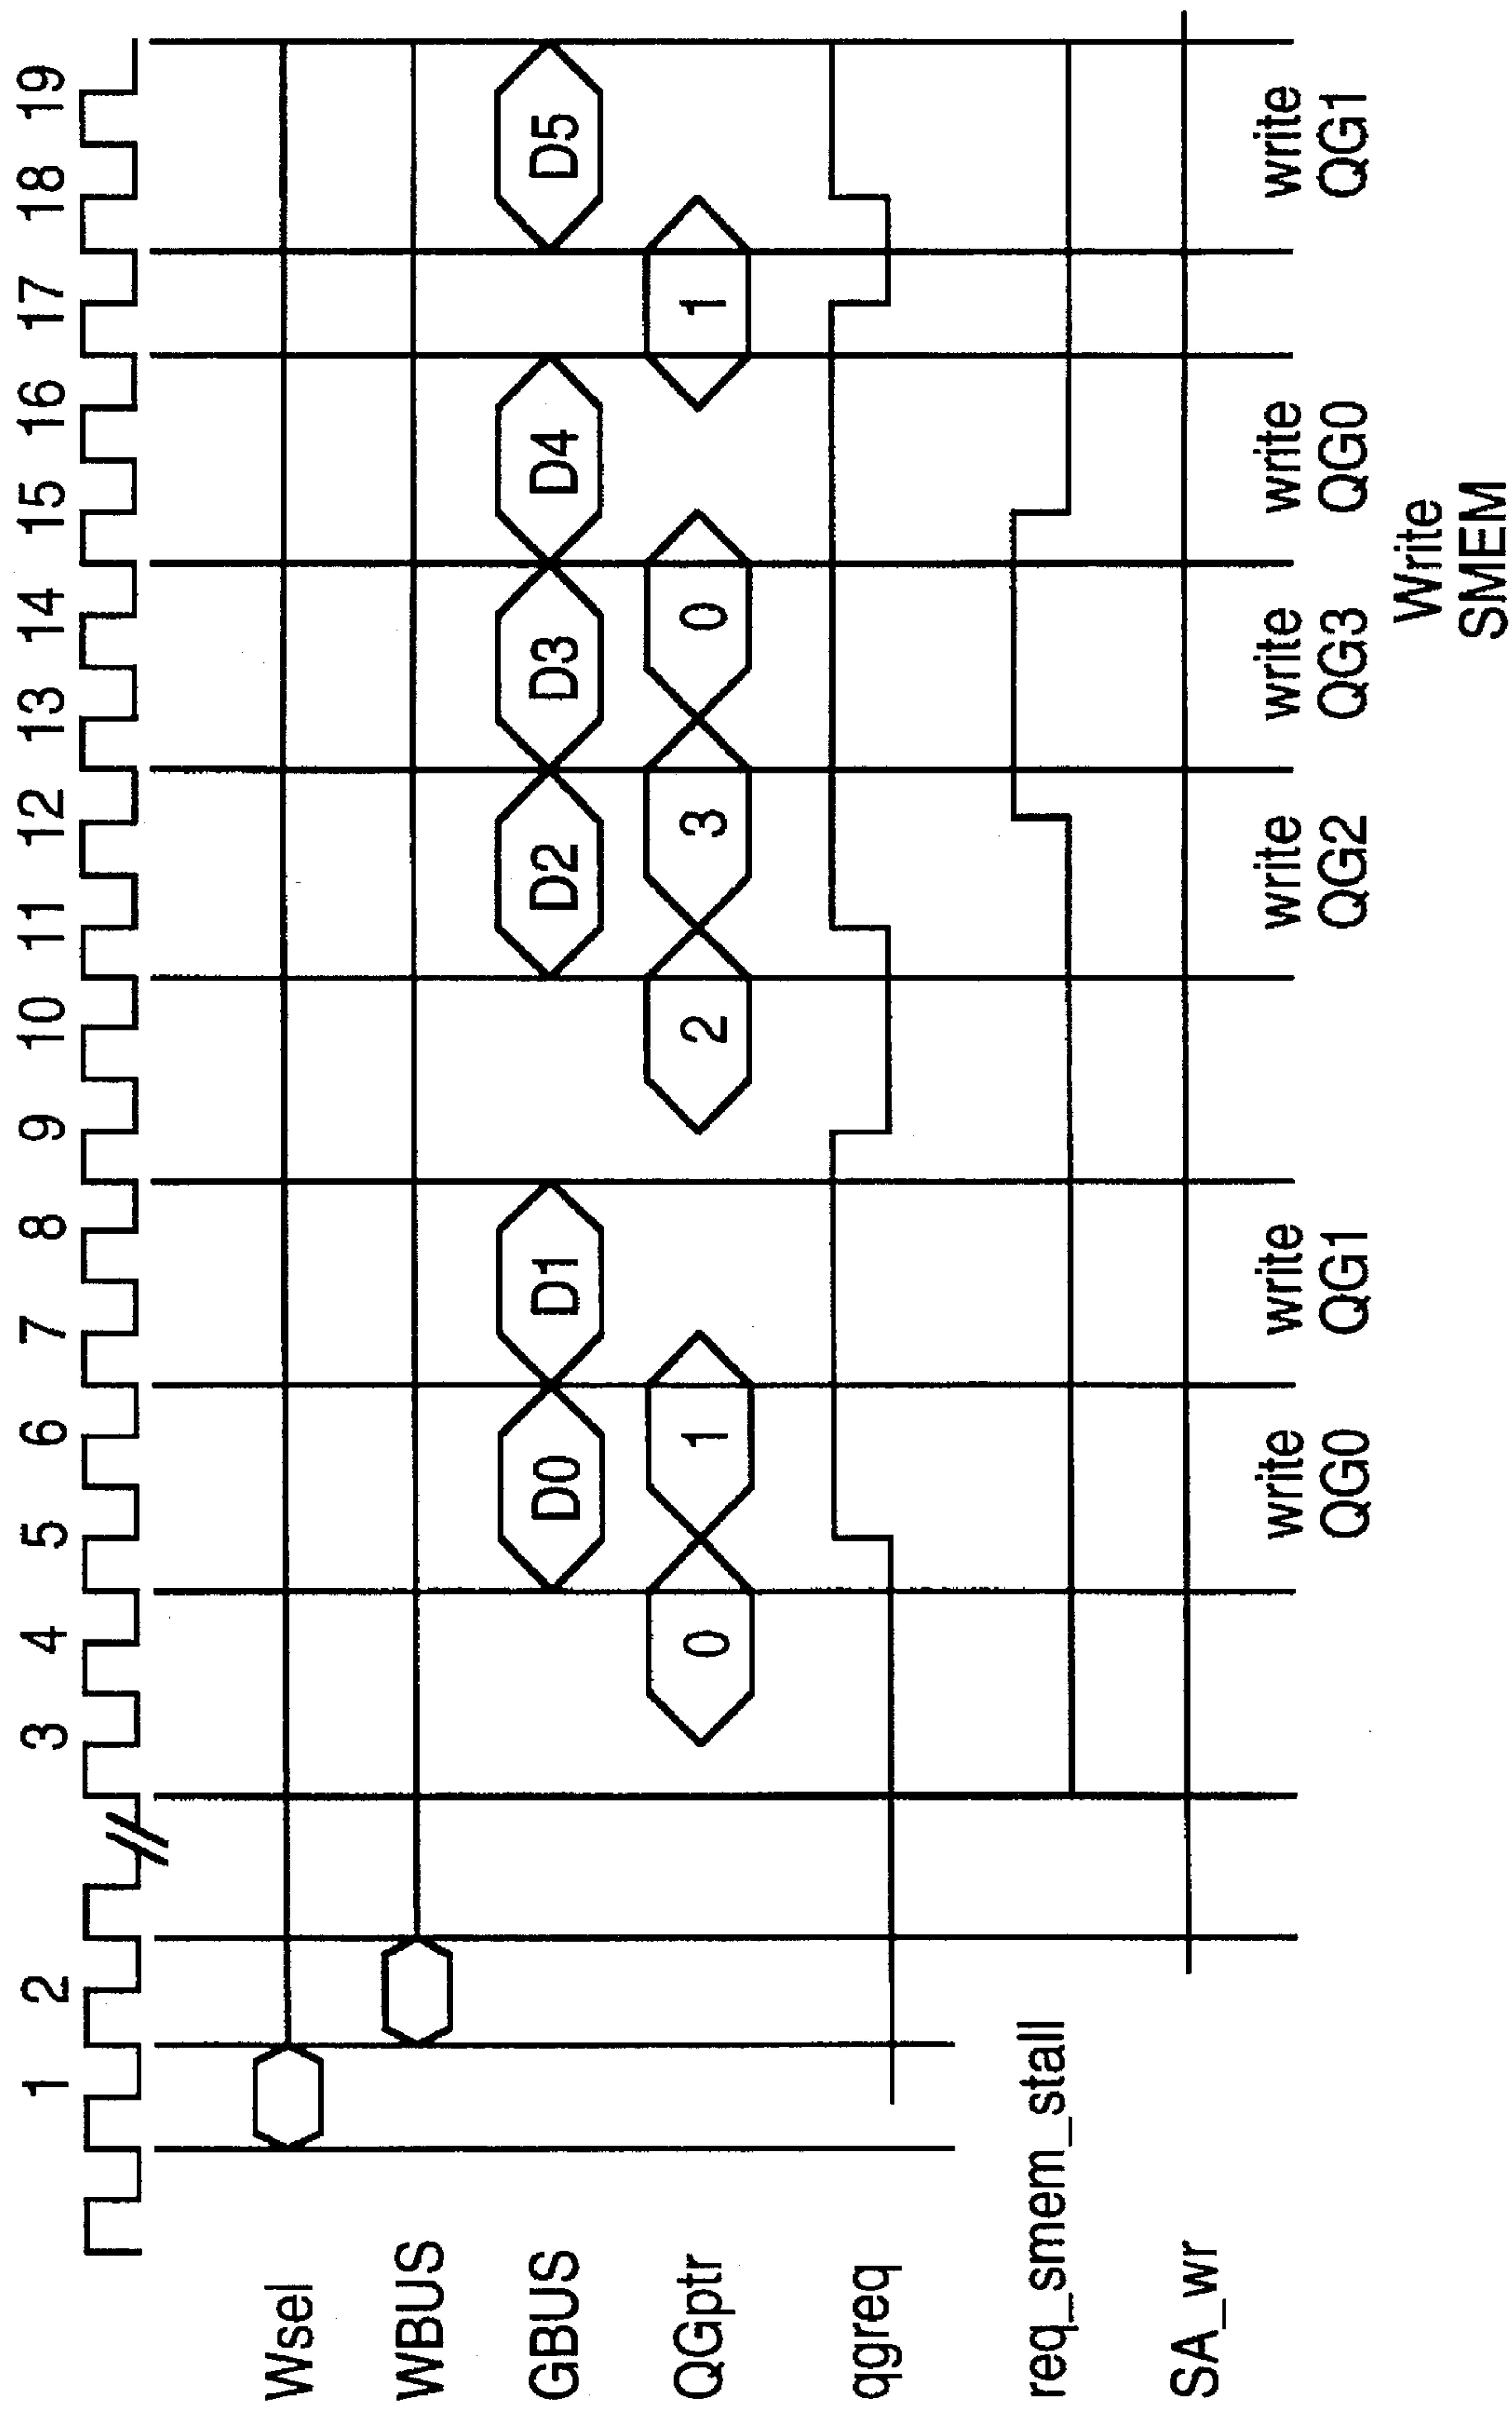 1 2 3 4 5 6 7 8 9 10 11 12 13 14 15 16 17 18 19
Wsel
WBUS
GBUS D0 D1 D2 D3 D4 D5
QGptr 0 1 2 3 0 1
qgreq
req_smem_stall
SA_wr
write write write write write write
QG0 QG1 QG2 QG3 QG0 QG1
Write
SMEM